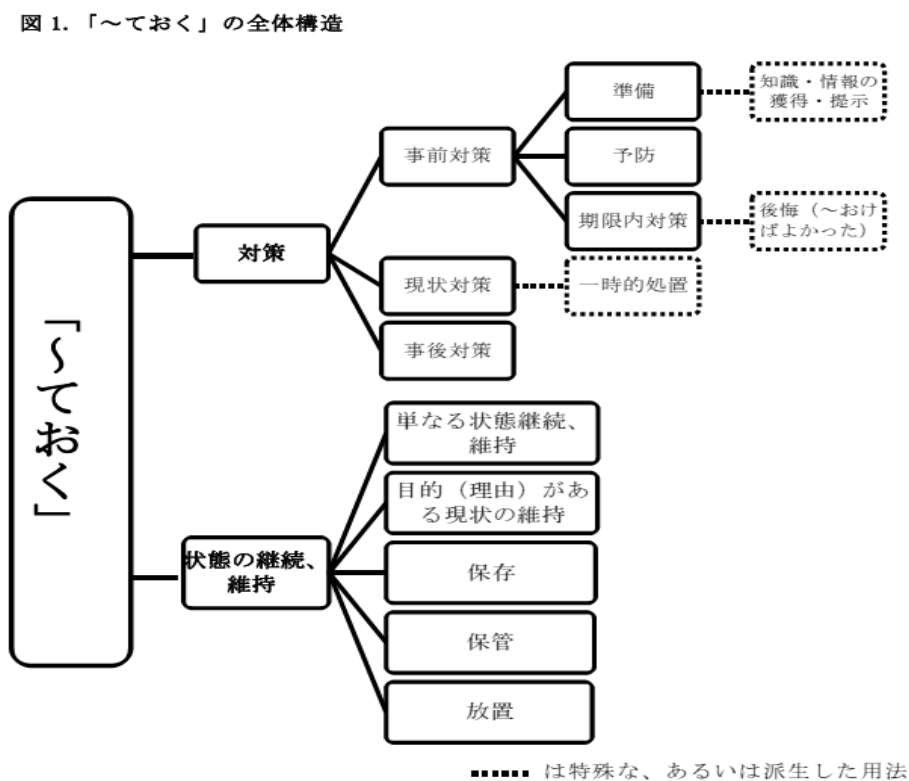 図 1.「～ておく」の全体構造
「～ておく」
対策
事前対策
準備
知識・情報の
獲得・提示
予防
期限内対策
後悔（～おけ
ばよかった）
現状対策
一時的処置
事後対策
状態の継続、
維持
単なる状態継続、
維持
目的（理由）があ
る現状の維持
保存
保管
放置
は特殊な、あるいは派生した用法